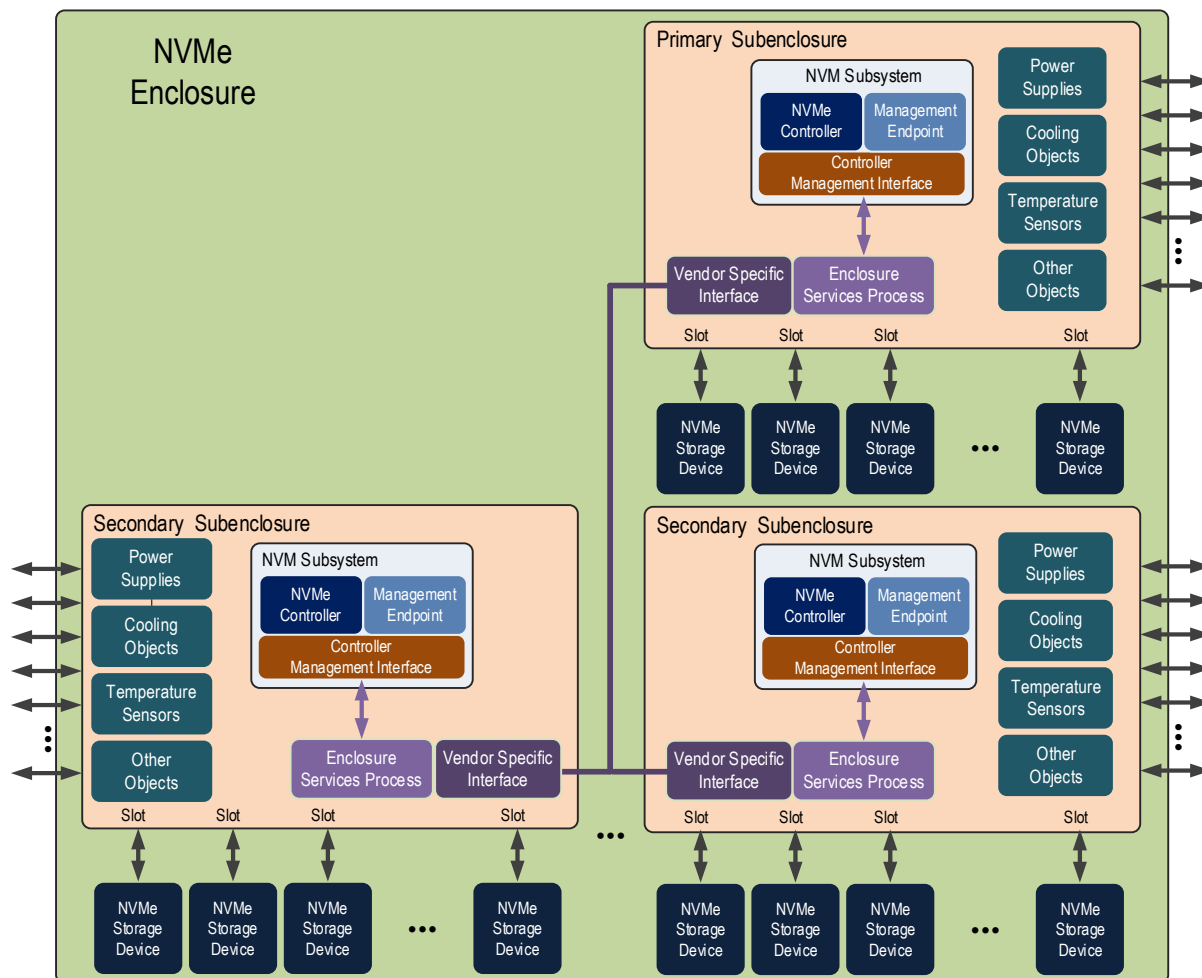 NVMe
Enclosure
Primary Subenclosure
NVM Subsystem
NVMe
Controller
Management
Endpoint
Controller
Management Interface
Vendor Specific
Interface
Enclosure
Services Process
Power
Supplies
Cooling
Objects
Temperature
Sensors
Other
Objects
Slot
Slot
Slot
Slot
NVMe
Storage
Device
NVMe
Storage
Device
NVMe
Storage
Device
...
NVMe
Storage
Device
...
Secondary Subenclosure
Power
Supplies
Cooling
Objects
Temperature
Sensors
Other
Objects
NVM Subsystem
NVMe
Controller
Management
Endpoint
Controller
Management Interface
Enclosure
Services Process
Vendor Specific
Interface
Slot
Slot
Slot
Slot
NVMe
Storage
Device
NVMe
Storage
Device
NVMe
Storage
Device
...
NVMe
Storage
Device
...
...
Secondary Subenclosure
NVM Subsystem
NVMe
Controller
Management
Endpoint
Controller
Management Interface
Vendor Specific
Interface
Enclosure
Services Process
Power
Supplies
Cooling
Objects
Temperature
Sensors
Other
Objects
Slot
Slot
Slot
Slot
NVMe
Storage
Device
NVMe
Storage
Device
NVMe
Storage
Device
...
NVMe
Storage
Device
...